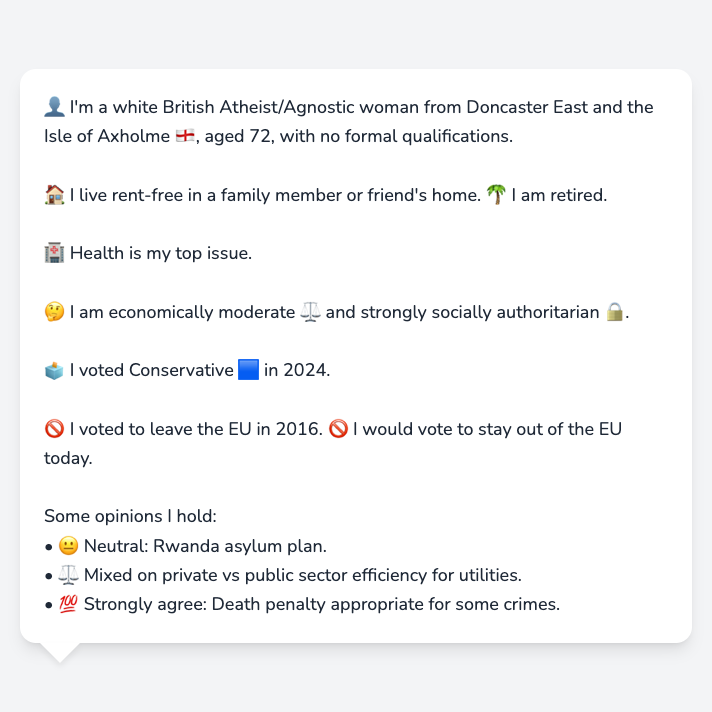 👤 I'm a white British Atheist/Agnostic woman from Doncaster East and the
Isle of Axholme 🏴󠁧󠁢󠁥󠁮󠁧󠁿, aged 72, with no formal qualifications.
🏠 I live rent-free in a family member or friend's home. 🌴 I am retired.
🏥 Health is my top issue.
🤔 I am economically moderate ⚖️ and strongly socially authoritarian 🔒.
🗳️ I voted Conservative 🟦 in 2024.
🚫 I voted to leave the EU in 2016. 🚫 I would vote to stay out of the EU
today.
Some opinions I hold:
• 😐 Neutral: Rwanda asylum plan.
• ⚖️ Mixed on private vs public sector efficiency for utilities.
• 💯 Strongly agree: Death penalty appropriate for some crimes.